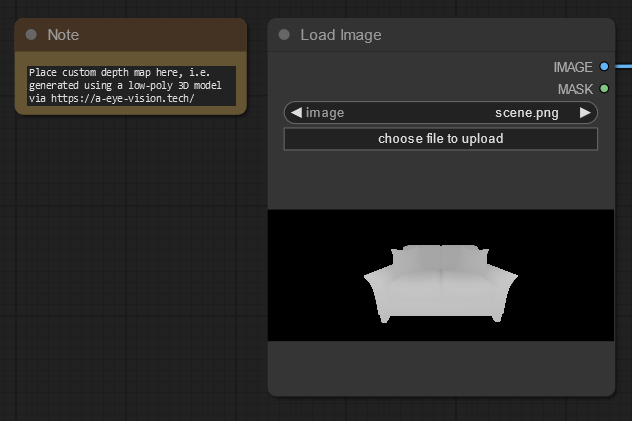 Note
Place custom depth map here, i.e.
generated using a low-poly 3D model
via https://a-eye-vision.tech/
Load Image
IMAGE
MASK
image scene.png
choose file to upload